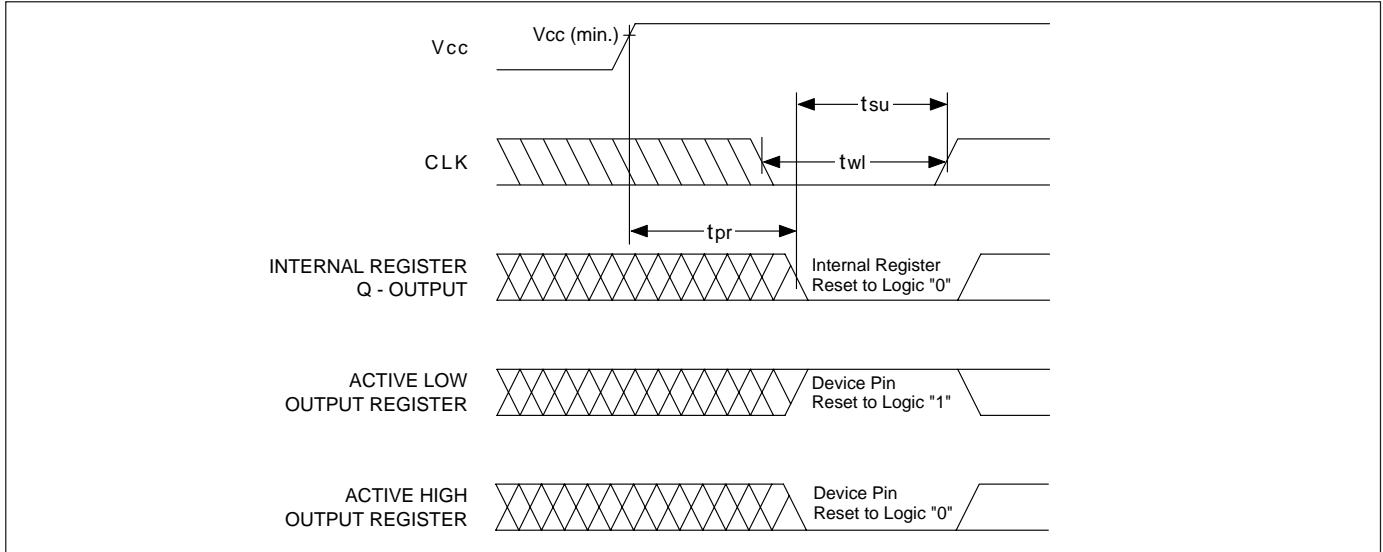 Vcc
Vcc (min.)
tsu
CLK
twl
tpr
INTERNAL REGISTER
Q - OUTPUT
Internal Register
Reset to Logic "0"
ACTIVE LOW
OUTPUT REGISTER
Device Pin
Reset to Logic "1"
ACTIVE HIGH
OUTPUT REGISTER
Device Pin
Reset to Logic "0"